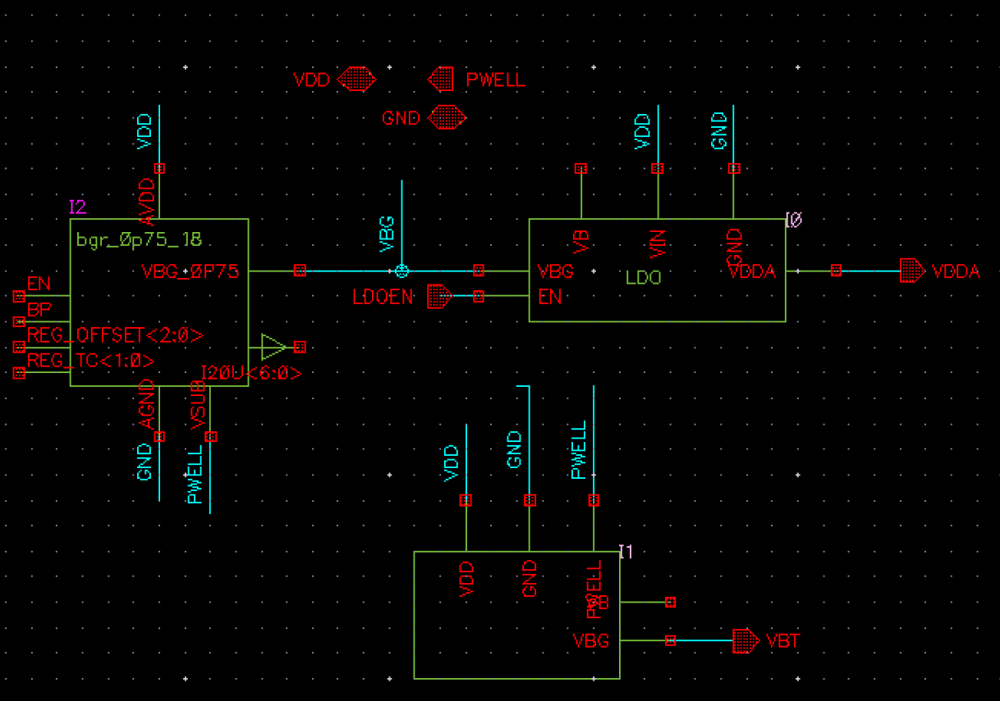 VDD
PWELL
GND
VDD
VDD
GND
AVDD
I2
I0
bgr_0p75_18
VBG
VB
VIN
GND
VBG_0P75
VBG
VDDA
VDDA
LDO
EN
LDOEN
EN
BP
REG_OFFSET<2:0>
REG_TC<1:0>
I20U<6:0>
AGND
VSUB
GND
PWELL
VDD
GND
PWELL
I1
VDD
GND
PWELL
VB
VBG
VBT